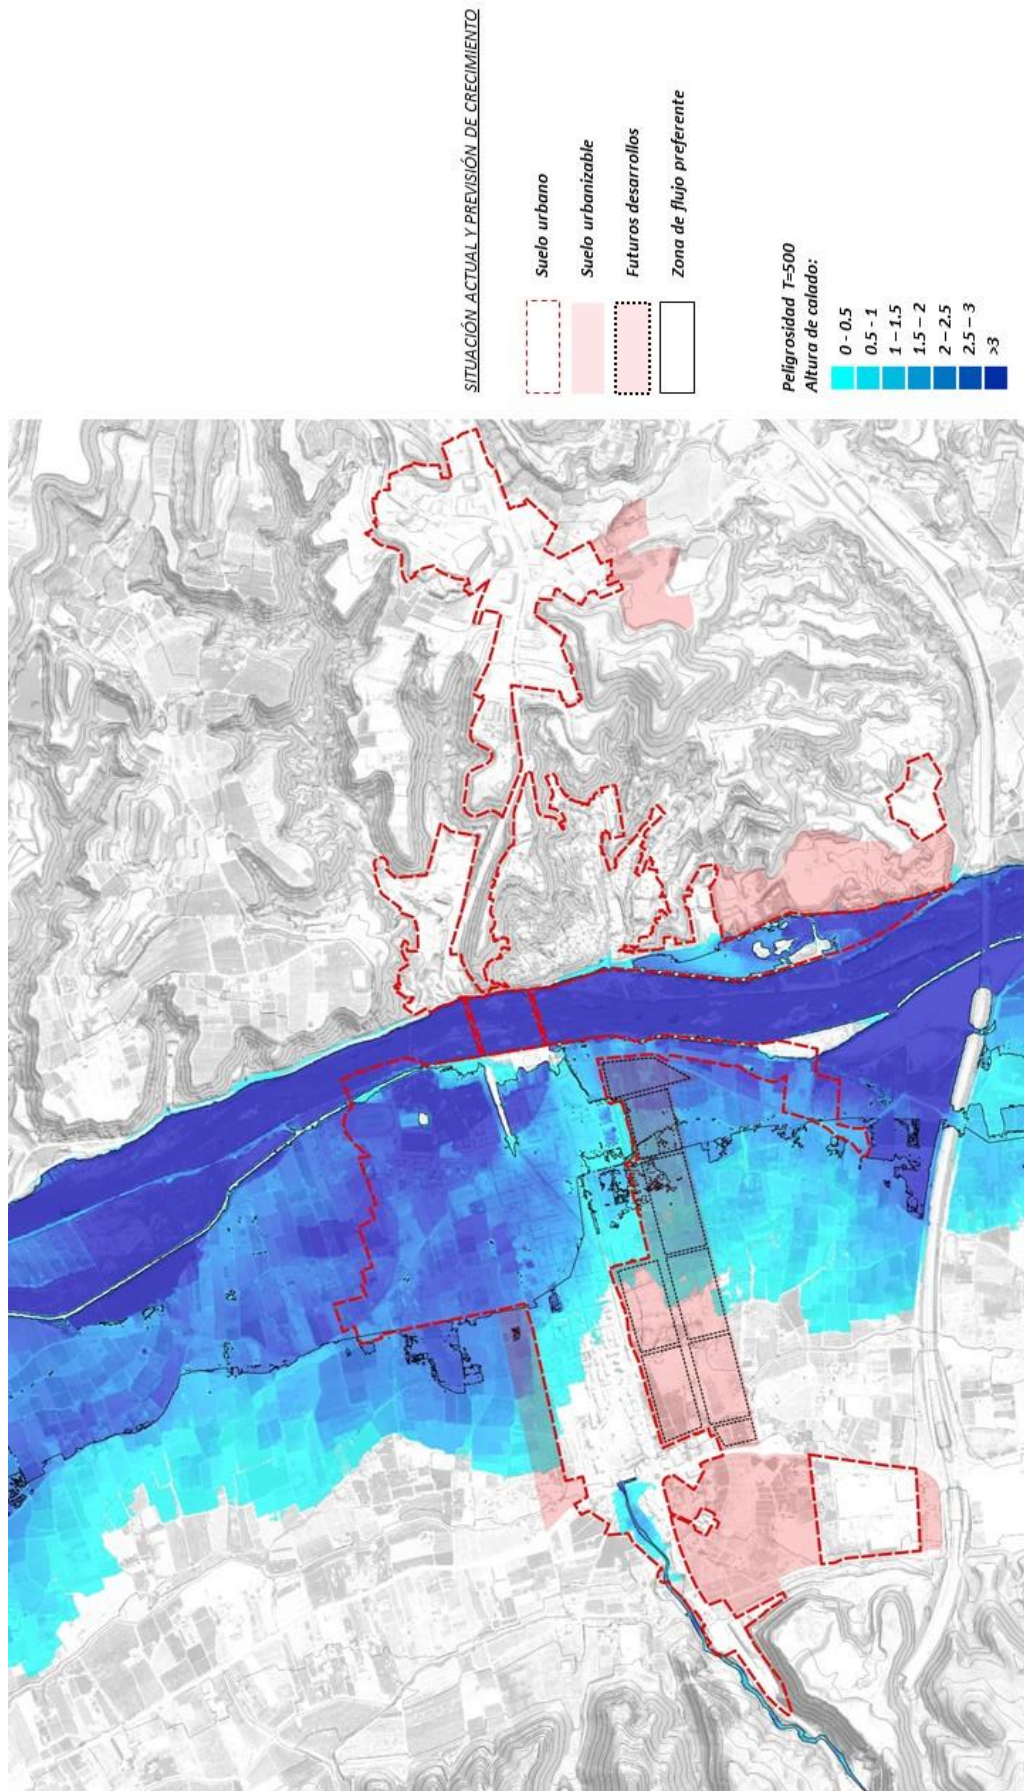 SITUACIÓN ACTUAL Y PREVISIÓN DE CRECIMIENTO
Suelo urbano
Suelo urbanizable
Futuros desarrollos
Zona de flujo preferente
Peligrosidad T=500
Altura de calado:
0 - 0.5
0.5 - 1
1 – 1.5
1.5 – 2
2 – 2.5
2.5 – 3
>3